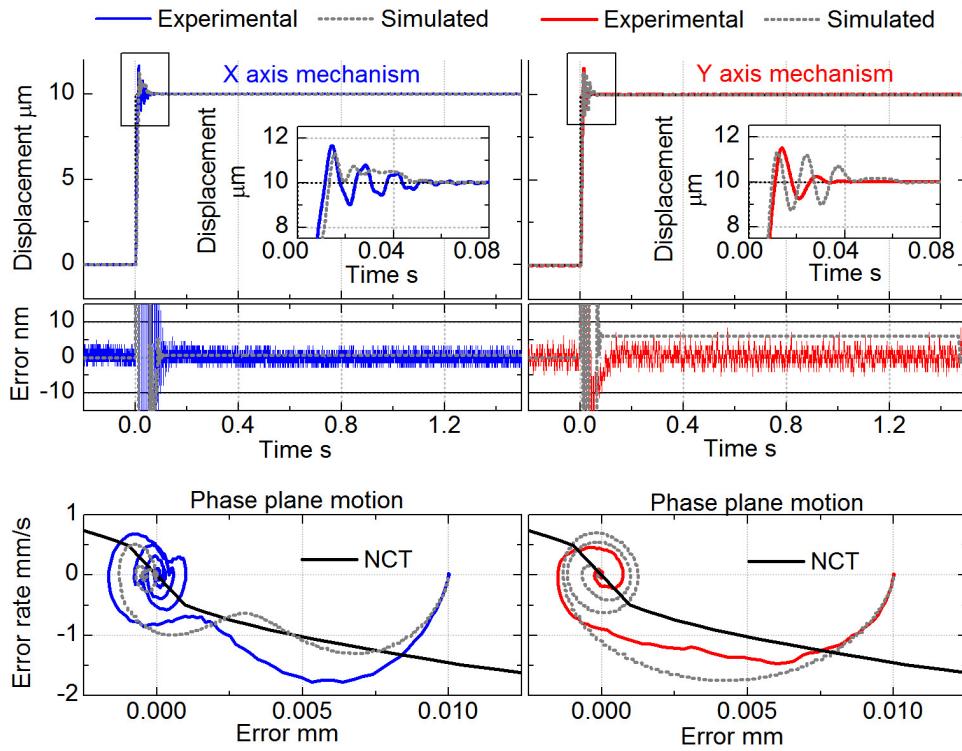 Experimental Simulated Experimental Simulated
X axis mechanism Y axis mechanism
Displacement μm
10
5
0
Displacement
μm
12
10
8
0.00 0.04 0.08
Time s
Displacement
μm
12
10
8
0.00 0.04 0.08
Time s
Error nm
10
0
-10
0.0 0.4 0.8 1.2
Time s
0.0 0.4 0.8 1.2
Time s
Phase plane motion Phase plane motion
Error rate mm/s
1
0
-1
-2
NCT NCT
0.000 0.005 0.010
Error mm
0.000 0.005 0.010
Error mm